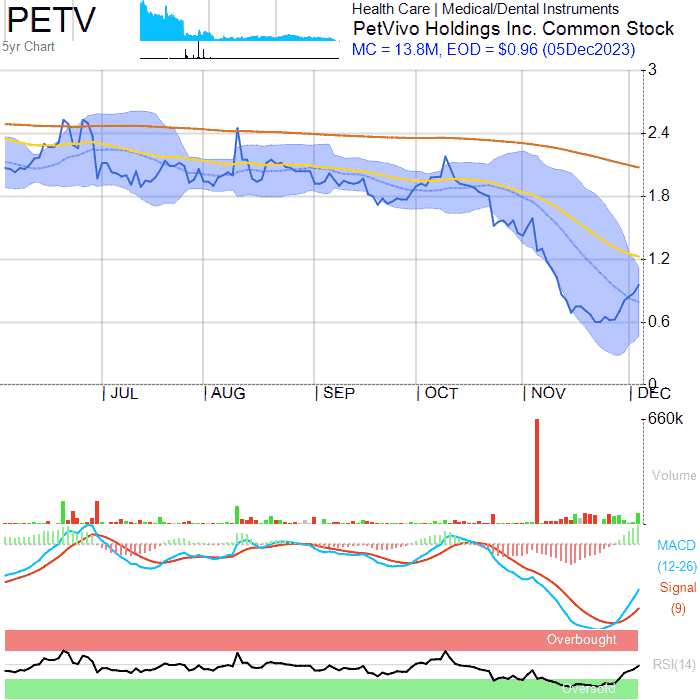 PETV
5yr Chart
Health Care | Medical/Dental Instruments
PetVivo Holdings Inc. Common Stock
MC = 13.8M, EOD = $0.96 (05Dec2023)
3
2.4
1.8
1.2
0.6
0
JUL AUG SEP OCT NOV DEC
660k
Volume
MACD
(12-26)
Signal
(9)
Overbought
RSI(14)
Oversold